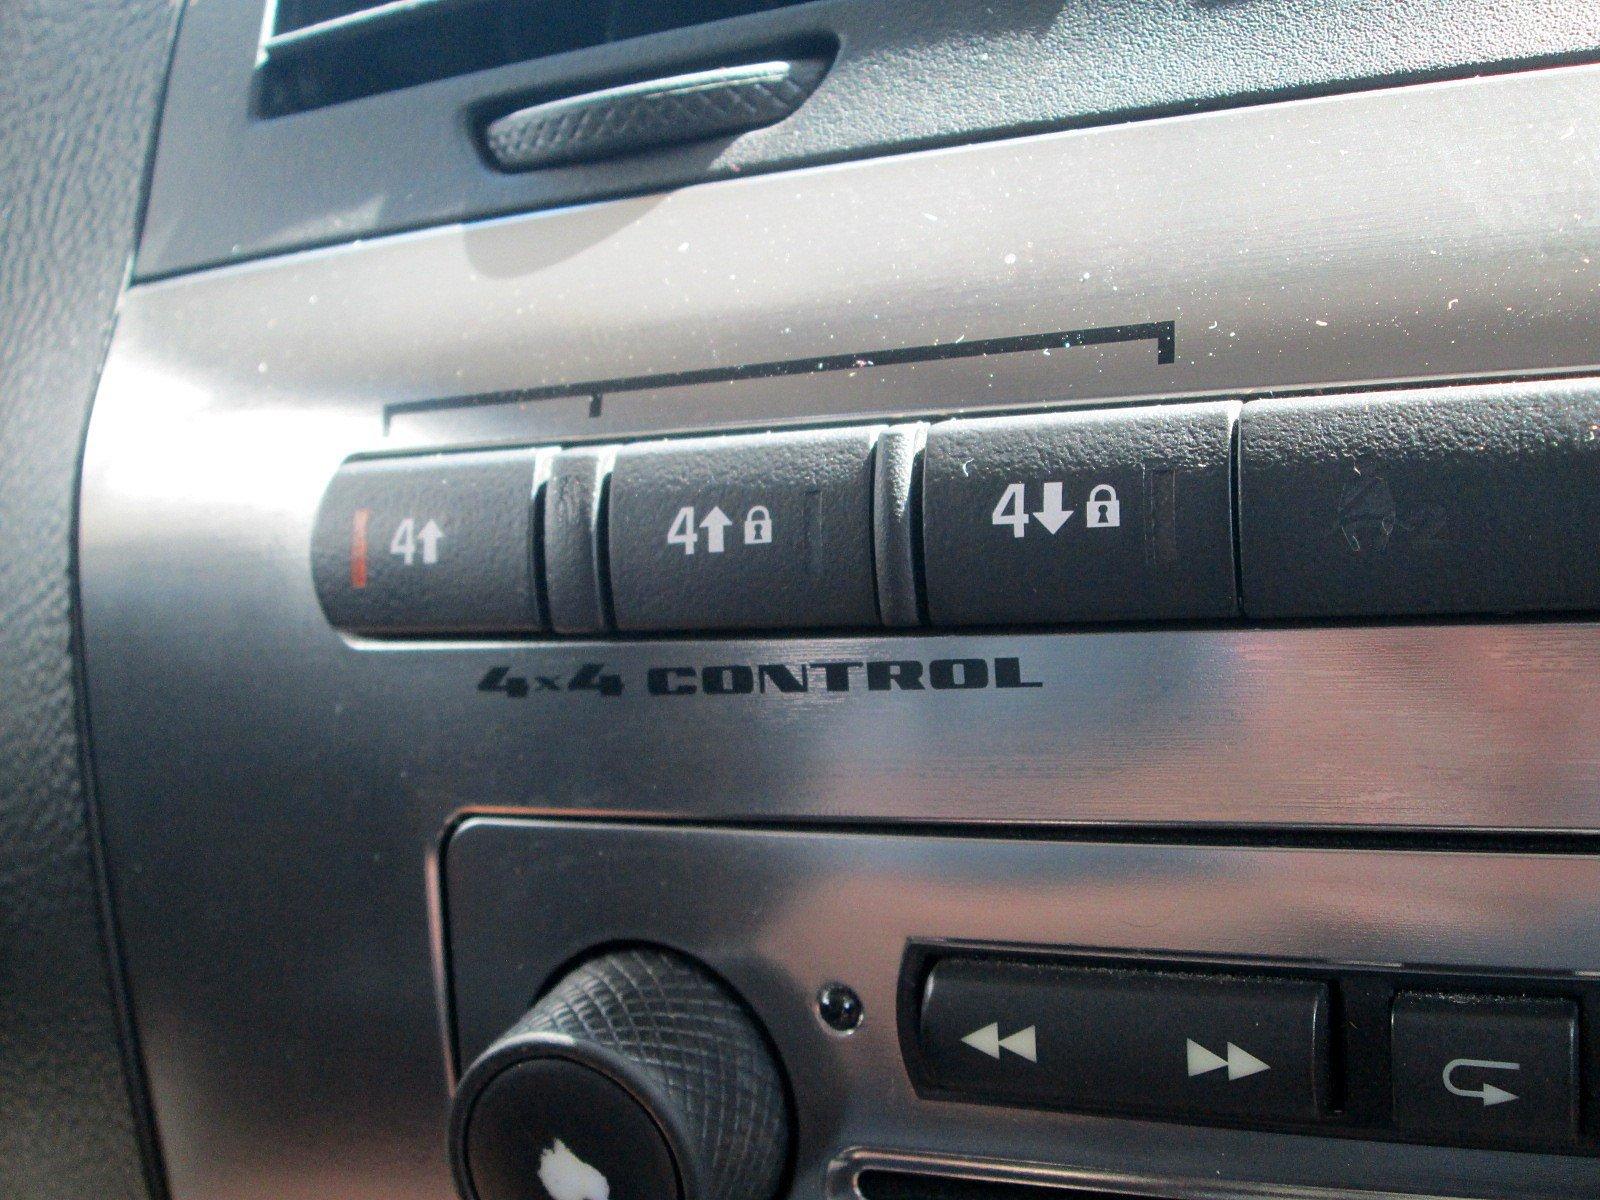 4↑ 4↑ 4↓
4x4 CONTROL